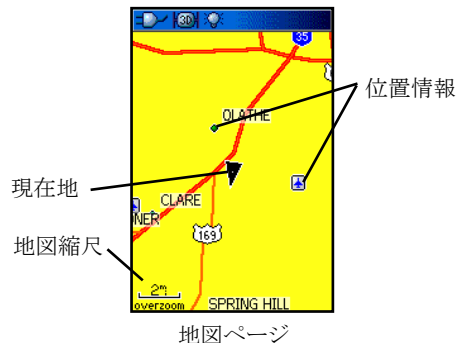 3D
35
OLATHE
位置情報
現在地
CLARE
NER
169
地図縮尺
2m
overzoom
SPRING HILL
地図ページ